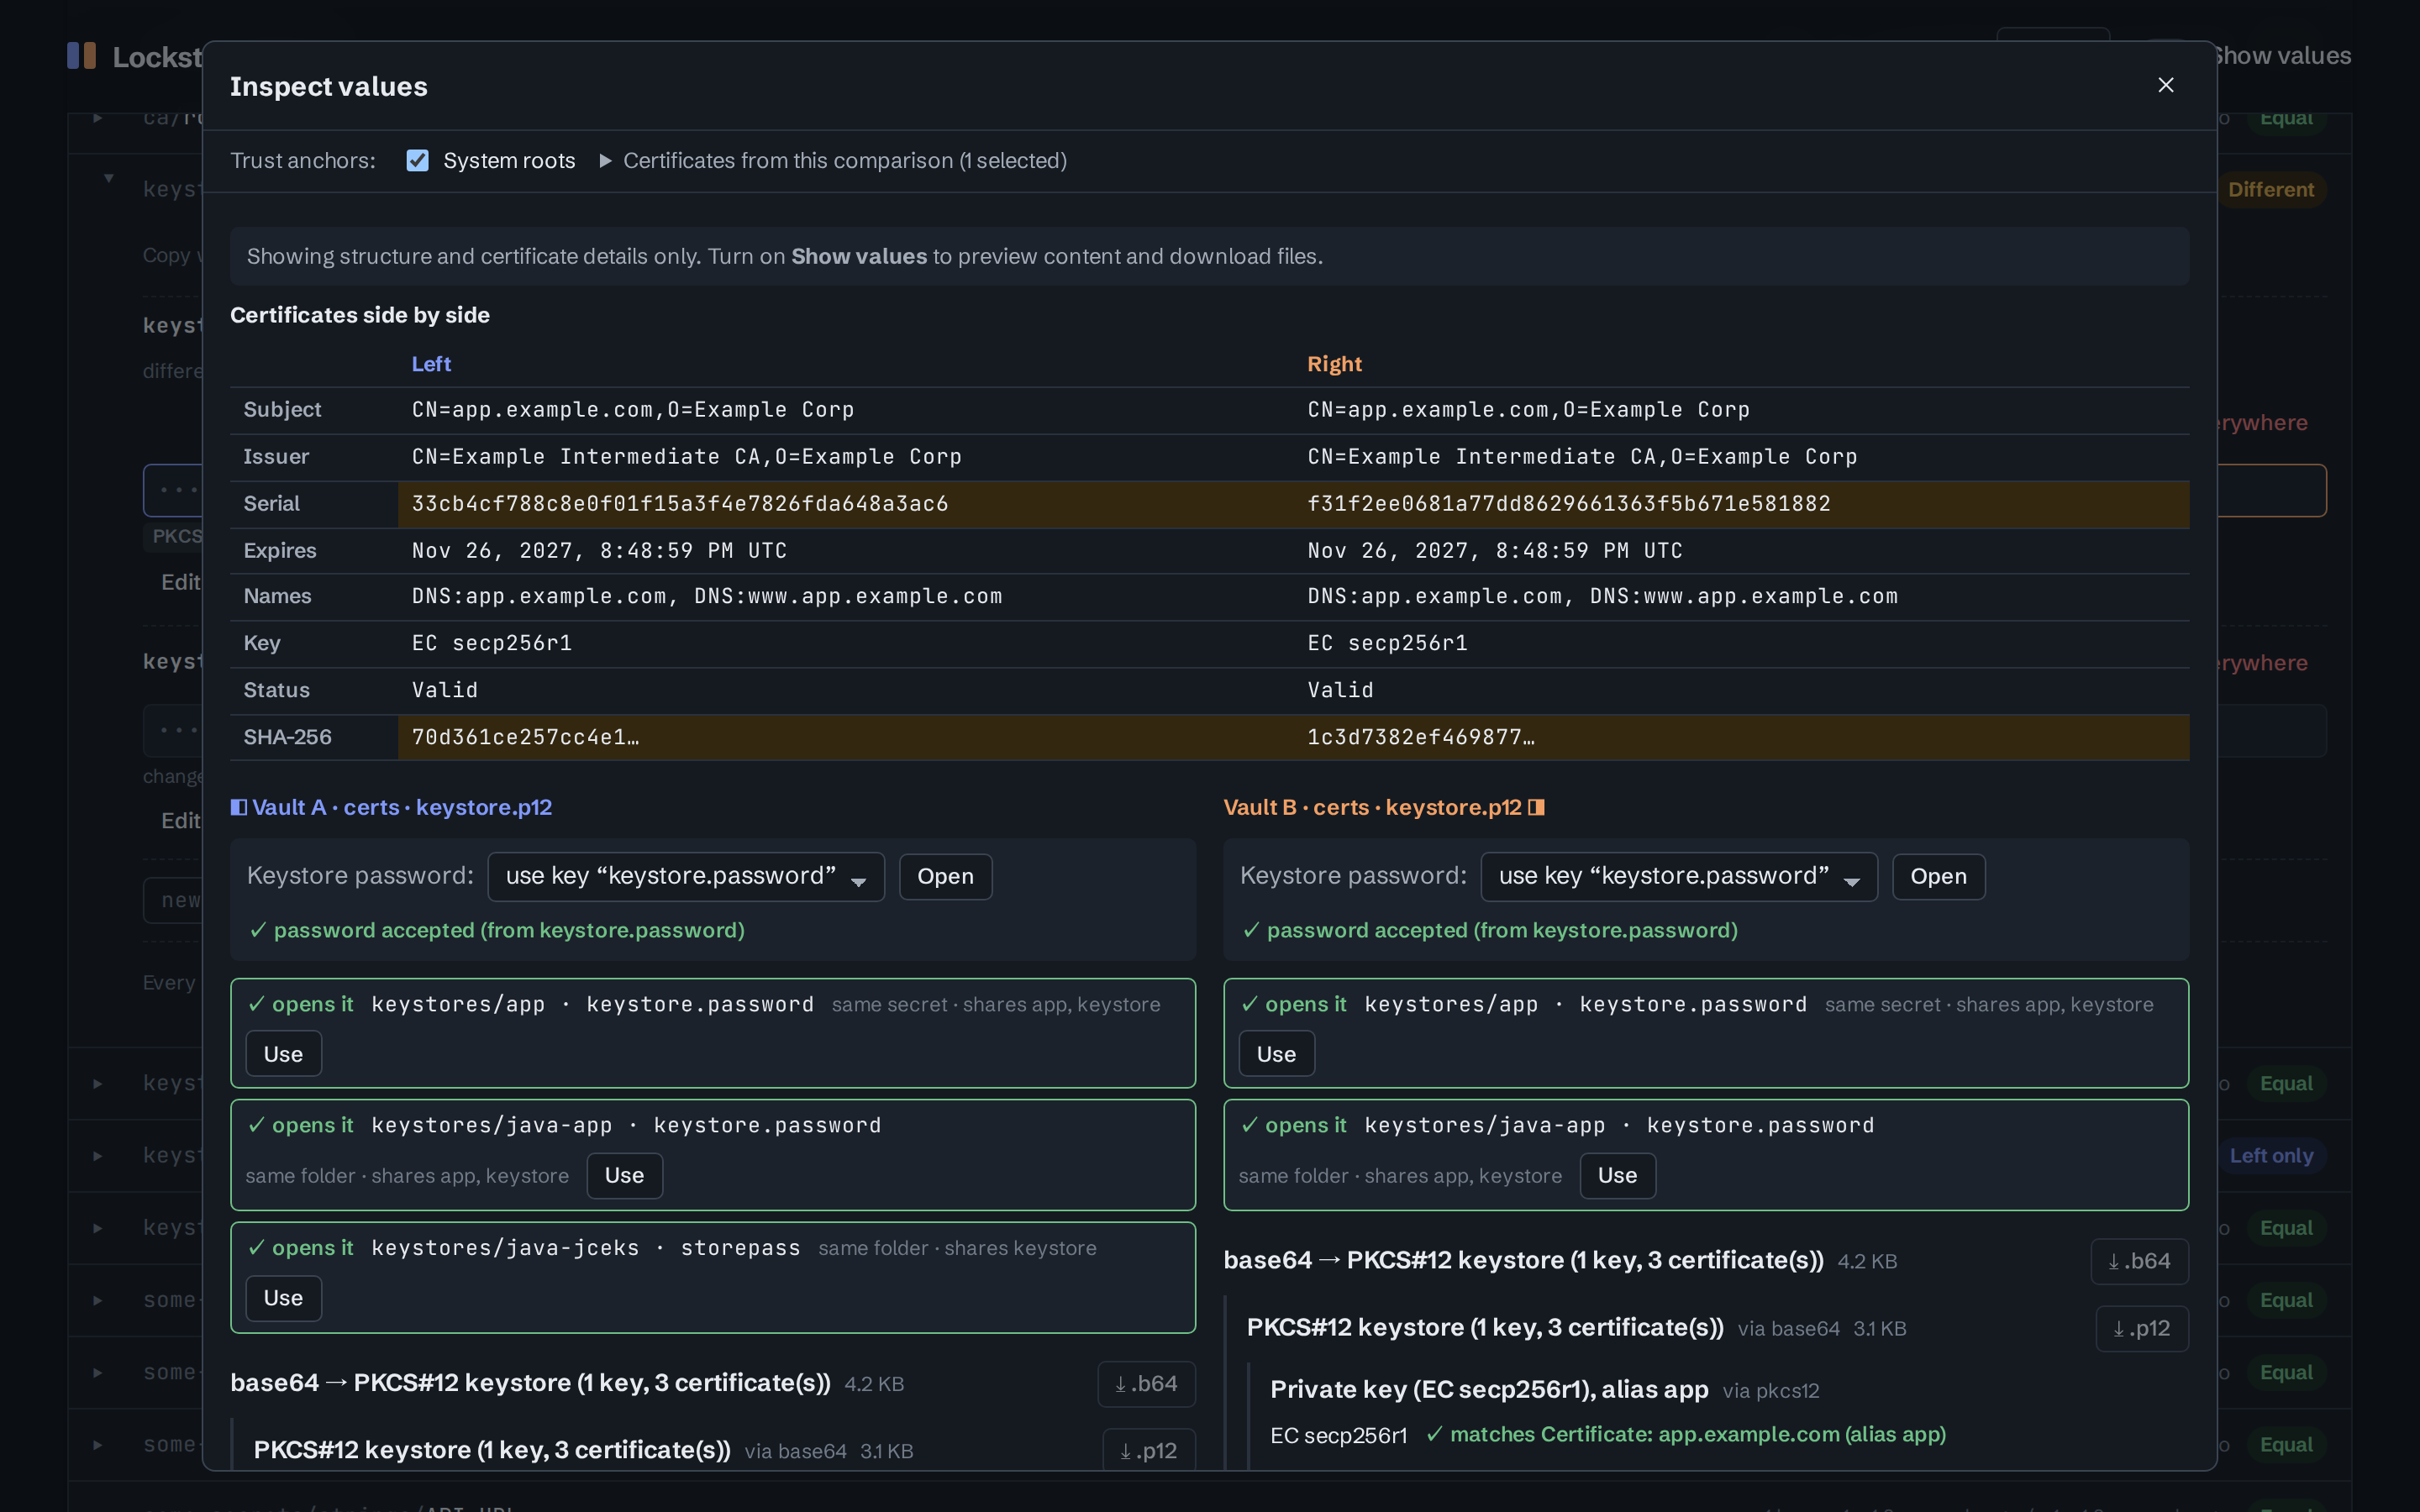 Lockst
Show values
Inspect values
Trust anchors: System roots Certificates from this comparison (1 selected)
Equal
Different
Showing structure and certificate details only. Turn on Show values to preview content and download files.
Copy
Certificates side by side
Left Right
Subject CN=app.example.com,O=Example Corp CN=app.example.com,O=Example Corp
Issuer CN=Example Intermediate CA,O=Example Corp CN=Example Intermediate CA,O=Example Corp
Serial 33cb4cf788c8e0f01f15a3f4e7826fda648a3ac6 f31f2ee0681a77dd8629661363f5b671e581882
Expires Nov 26, 2027, 8:48:59 PM UTC Nov 26, 2027, 8:48:59 PM UTC
Names DNS:app.example.com, DNS:www.app.example.com DNS:app.example.com, DNS:www.app.example.com
Key EC secp256r1 EC secp256r1
Status Valid Valid
SHA-256 70d361ce257cc4e1… 1c3d7382ef469877…
PKCS
Edit
Edit
new
Every
Vault A · certs · keystore.p12
Keystore password: use key “keystore.password” Open
✓ password accepted (from keystore.password)
✓ opens it keystores/app · keystore.password same secret · shares app, keystore
Use
✓ opens it keystores/java-app · keystore.password
same folder · shares app, keystore Use
✓ opens it keystores/java-jceks · storepass same folder · shares keystore
Use
base64 → PKCS#12 keystore (1 key, 3 certificate(s)) 4.2 KB ↓ .b64
PKCS#12 keystore (1 key, 3 certificate(s)) via base64 3.1 KB ↓ .p12
Vault B · certs · keystore.p12
Keystore password: use key “keystore.password” Open
✓ password accepted (from keystore.password)
✓ opens it keystores/app · keystore.password same secret · shares app, keystore
Use
✓ opens it keystores/java-app · keystore.password
same folder · shares app, keystore Use
base64 → PKCS#12 keystore (1 key, 3 certificate(s)) 4.2 KB ↓ .b64
PKCS#12 keystore (1 key, 3 certificate(s)) via base64 3.1 KB ↓ .p12
Private key (EC secp256r1), alias app via pkcs12
EC secp256r1 ✓ matches Certificate: app.example.com (alias app)
Equal
Left only
Equal
Equal
Equal
Equal